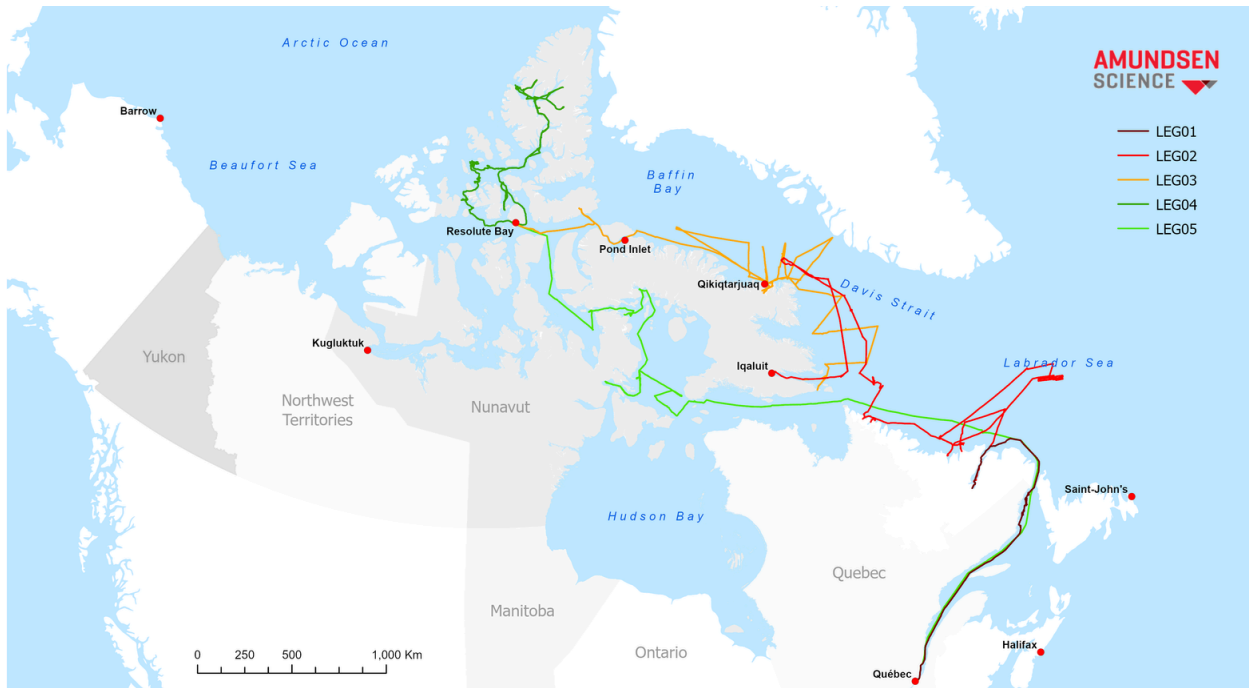 Arctic Ocean
AMUNDSEN
SCIENCE
Barrow
LEG01
LEG02
LEG03
LEG04
LEG05
Beaufort Sea
Baffin
Bay
Resolute Bay
Pond Inlet
Qikiqtarjuaq
Davis Strait
Kugluktuk
Yukon
Iqaluit
Labrador Sea
Northwest
Territories
Nunavut
Saint-John's
Hudson Bay
Quebec
Manitoba
Ontario
Halifax
Québec
0 250 500 1,000 Km